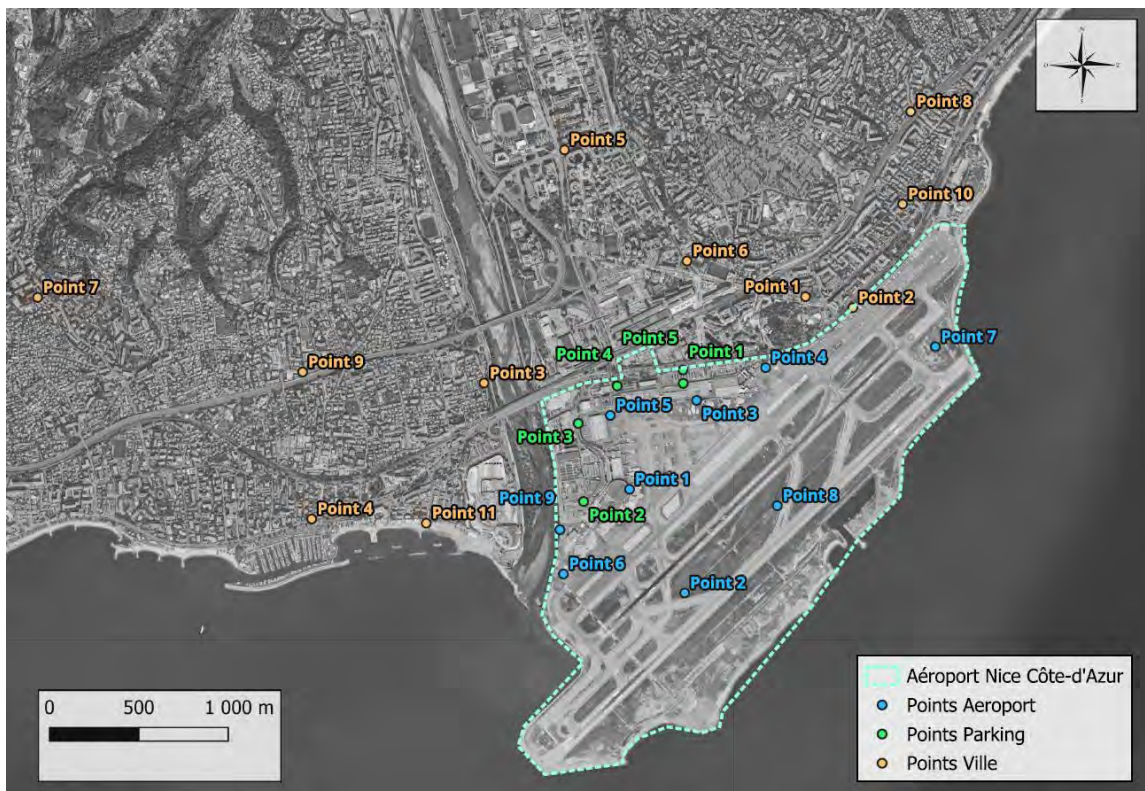 N
O
E
S
Point 8
Point 5
Point 10
Point 6
Point 7
Point 1
Point 2
Point 5
Point 4
Point 1
Point 7
Point 4
Point 9
Point 3
Point 5
Point 3
Point 3
Point 1
Point 9
Point 8
Point 4
Point 11
Point 2
Point 6
Point 2
0 500 1 000 m
Aéroport Nice Côte-d'Azur
Points Aeroport
Points Parking
Points Ville